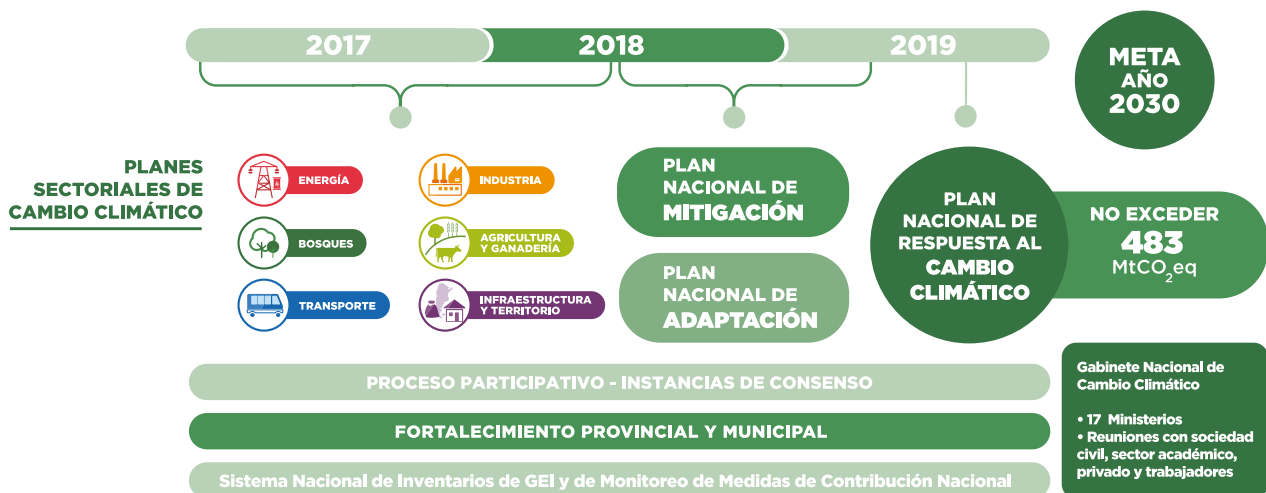 2017
2018
2019
META
AÑO
2030
PLANES
SECTORIALES DE
CAMBIO CLIMÁTICO
ENERGÍA
INDUSTRIA
BOSQUES
AGRICULTURA
Y GANADERÍA
TRANSPORTE
INFRAESTRUCTURA
Y TERRITORIO
PLAN
NACIONAL DE
MITIGACIÓN
PLAN
NACIONAL DE
ADAPTACIÓN
PLAN
NACIONAL DE
RESPUESTA AL
CAMBIO
CLIMÁTICO
NO EXCEDER
483
MtCO₂eq
PROCESO PARTICIPATIVO - INSTANCIAS DE CONSENSO
FORTALECIMIENTO PROVINCIAL Y MUNICIPAL
Sistema Nacional de Inventarios de GEI y de Monitoreo de Medidas de Contribución Nacional
Gabinete Nacional de
Cambio Climático
• 17 Ministerios
• Reuniones con sociedad
civil, sector académico,
privado y trabajadores